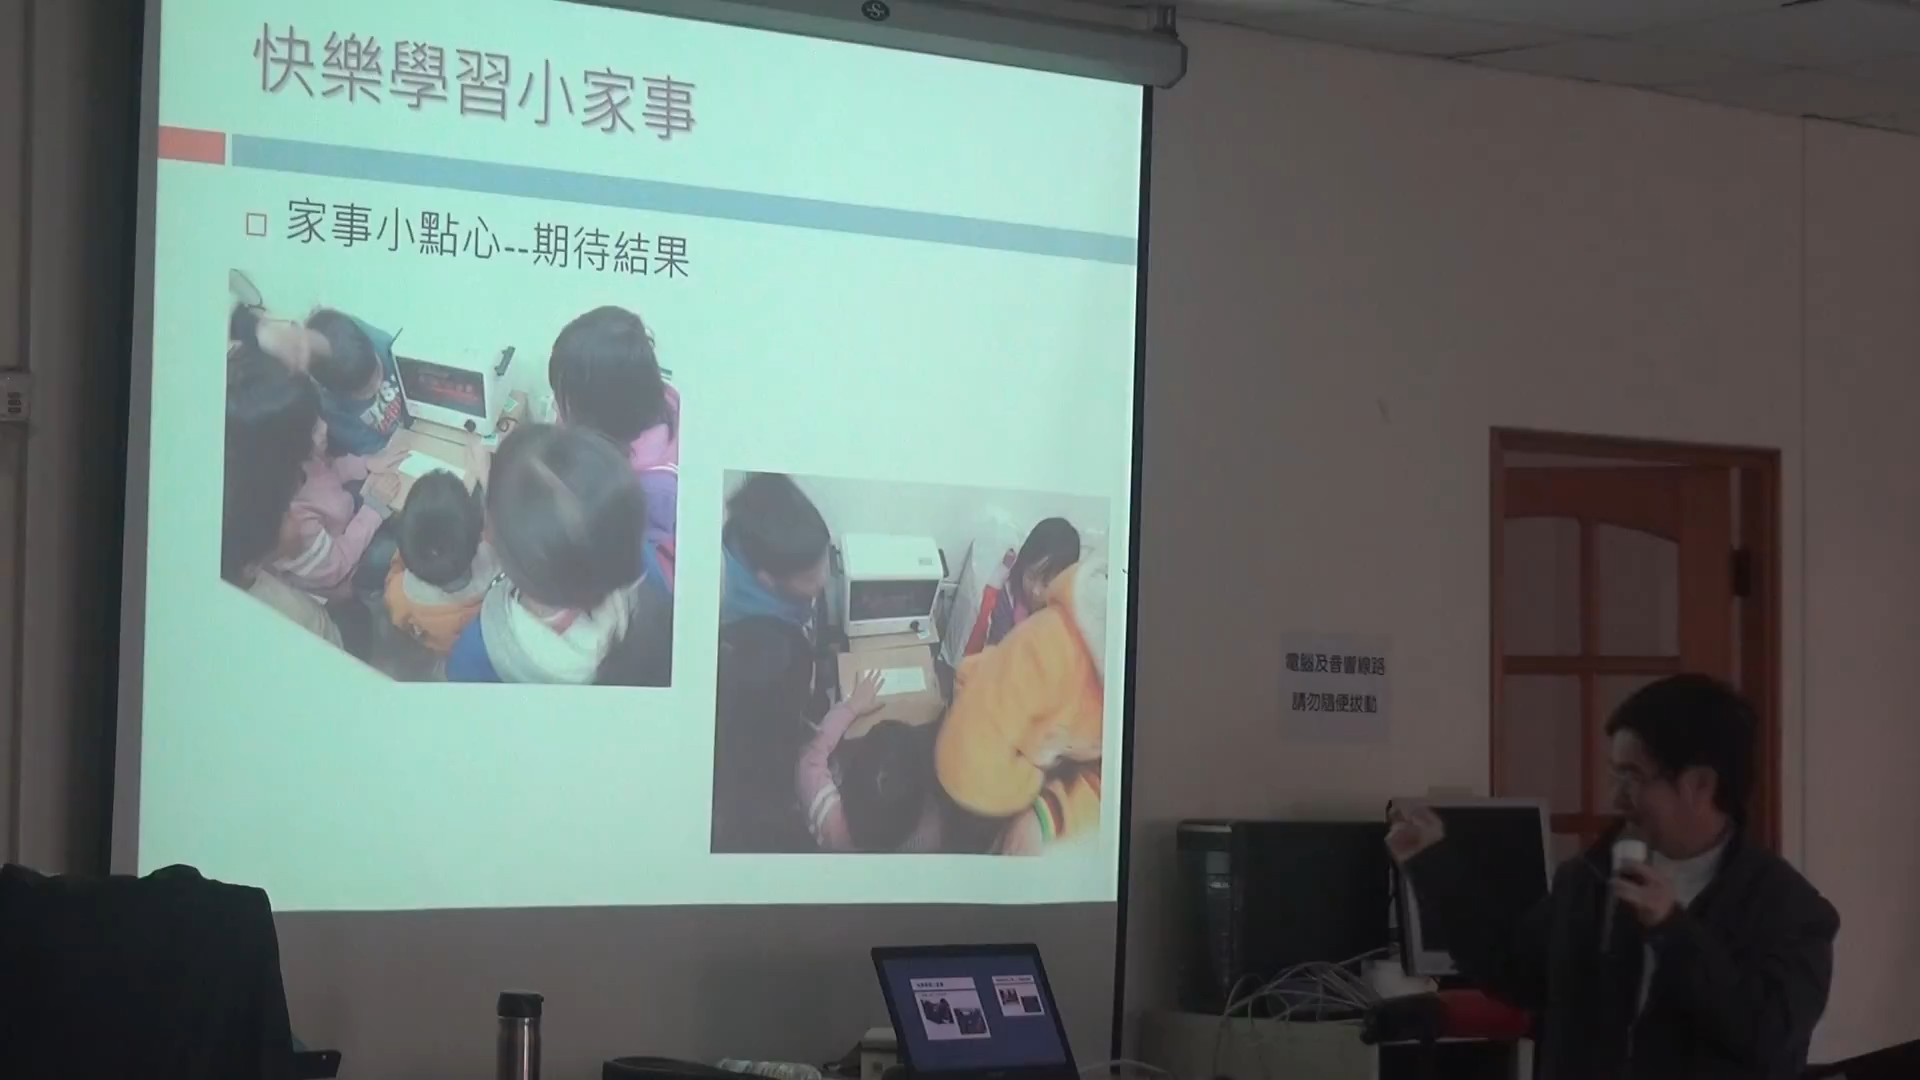 快樂學習小家事
家事小點心--期待結果
電腦及音響線路
請勿隨便拔動